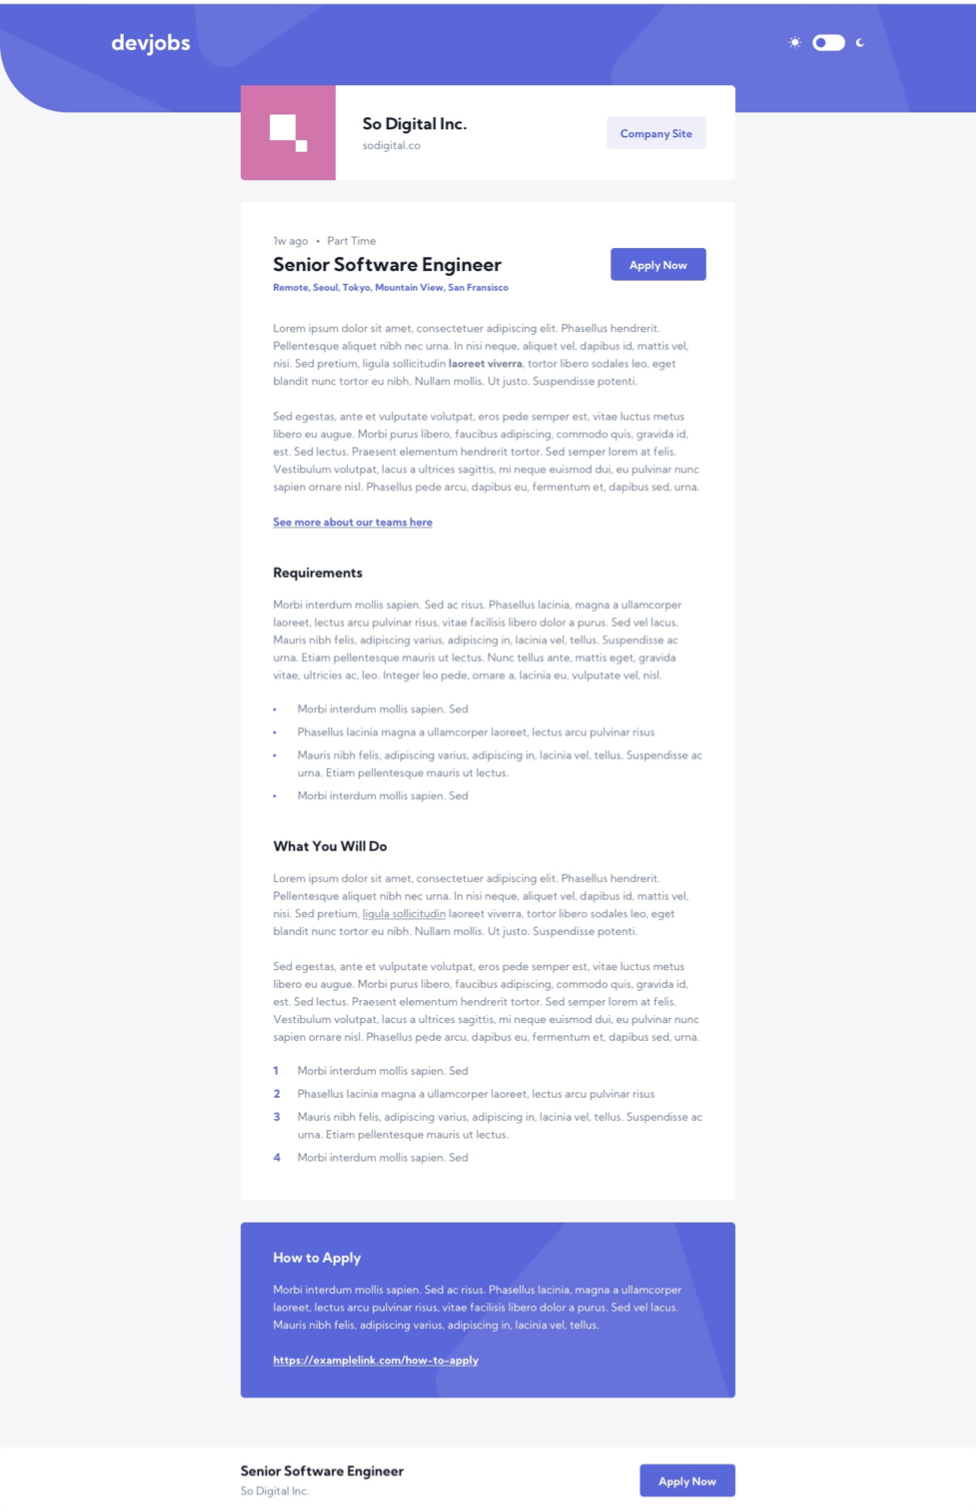 devjobs
So Digital Inc.
sodigital.co
Company Site
1w ago • Part Time
Senior Software Engineer
Remote, Seoul, Tokyo, Mountain View, San Fransisco
Apply Now
Lorem ipsum dolor sit amet, consectetuer adipiscing elit. Phasellus hendrerit.
Pellentesque aliquet nibh nec urna. In nisi neque, aliquet vel, dapibus id, mattis vel,
nisi. Sed pretium, ligula sollicitudin laoreet viverra, tortor libero sodales leo, eget
blandit nunc tortor eu nibh. Nullam mollis. Ut justo. Suspendisse potenti.
Sed egestas, ante et vulputate volutpat, eros pede semper est, vitae luctus metus
libero eu augue. Morbi purus libero, faucibus adipiscing, commodo quis, gravida id,
est. Sed lectus. Praesent elementum hendrerit tortor. Sed semper lorem at felis.
Vestibulum volutpat, lacus a ultrices sagittis, mi neque euismod dui, eu pulvinar nunc
sapien ornare nisl. Phasellus pede arcu, dapibus eu, fermentum et, dapibus sed, urna.
See more about our teams here
Requirements
Morbi interdum mollis sapien. Sed ac risus. Phasellus lacinia, magna a ullamcorper
laoreet, lectus arcu pulvinar risus, vitae facilisis libero dolor a purus. Sed vel lacus.
Mauris nibh felis, adipiscing varius, adipiscing in, lacinia vel, tellus. Suspendisse ac
urna. Etiam pellentesque mauris ut lectus. Nunc tellus ante, mattis eget, gravida
vitae, ultricies ac, leo. Integer leo pede, ornare a, lacinia eu, vulputate vel, nisl.
• Morbi interdum mollis sapien. Sed
• Phasellus lacinia magna a ullamcorper laoreet, lectus arcu pulvinar risus
• Mauris nibh felis, adipiscing varius, adipiscing in, lacinia vel, tellus. Suspendisse ac
urna. Etiam pellentesque mauris ut lectus.
• Morbi interdum mollis sapien. Sed
What You Will Do
Lorem ipsum dolor sit amet, consectetuer adipiscing elit. Phasellus hendrerit.
Pellentesque aliquet nibh nec urna. In nisi neque, aliquet vel, dapibus id, mattis vel,
nisi. Sed pretium, ligula sollicitudin laoreet viverra, tortor libero sodales leo, eget
blandit nunc tortor eu nibh. Nullam mollis. Ut justo. Suspendisse potenti.
Sed egestas, ante et vulputate volutpat, eros pede semper est, vitae luctus metus
libero eu augue. Morbi purus libero, faucibus adipiscing, commodo quis, gravida id,
est. Sed lectus. Praesent elementum hendrerit tortor. Sed semper lorem at felis.
Vestibulum volutpat, lacus a ultrices sagittis, mi neque euismod dui, eu pulvinar nunc
sapien ornare nisl. Phasellus pede arcu, dapibus eu, fermentum et, dapibus sed, urna.
1 Morbi interdum mollis sapien. Sed
2 Phasellus lacinia magna a ullamcorper laoreet, lectus arcu pulvinar risus
3 Mauris nibh felis, adipiscing varius, adipiscing in, lacinia vel, tellus. Suspendisse ac
urna. Etiam pellentesque mauris ut lectus.
4 Morbi interdum mollis sapien. Sed
How to Apply
Morbi interdum mollis sapien. Sed ac risus. Phasellus lacinia, magna a ullamcorper
laoreet, lectus arcu pulvinar risus, vitae facilisis libero dolor a purus. Sed vel lacus.
Mauris nibh felis, adipiscing varius, adipiscing in, lacinia vel, tellus.
https://examplelink.com/how-to-apply
Senior Software Engineer
So Digital Inc.
Apply Now